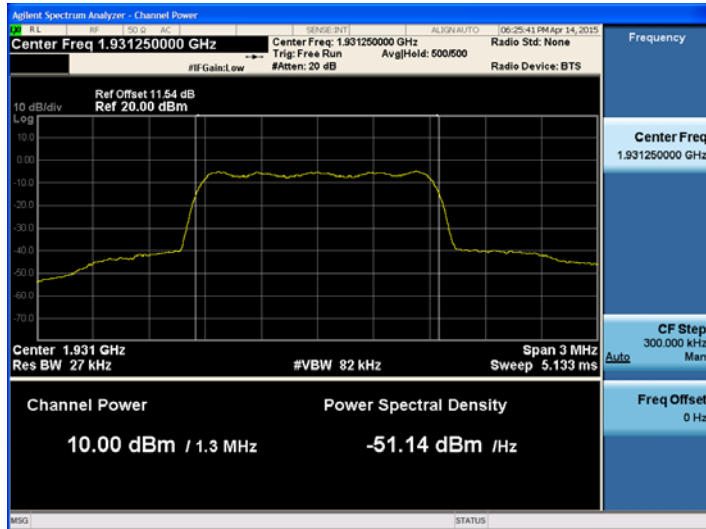 Agilent Spectrum Analyzer - Channel Power
RL RF 50 Ω AC SENSE:INT ALIGNAUTO 06:25:41 PM Apr 14, 2015
Center Freq 1.931250000 GHz Center Freq: 1.931250000 GHz Radio Std: None
Trig: Free Run Avg|Hold: 500/500
#IFGain:Low #Atten: 20 dB Radio Device: BTS
Ref Offset 11.54 dB
10 dB/div Ref 20.00 dBm
Log
10.0
0.00
-10.0
-20.0
-30.0
-40.0
-50.0
-60.0
-70.0
Center 1.931 GHz Span 3 MHz
Res BW 27 kHz #VBW 82 kHz Sweep 5.133 ms
Channel Power Power Spectral Density
10.00 dBm / 1.3 MHz -51.14 dBm /Hz
MSG STATUS
Frequency
Center Freq
1.931250000 GHz
CF Step
300.000 kHz
Auto Man
Freq Offset
0 Hz